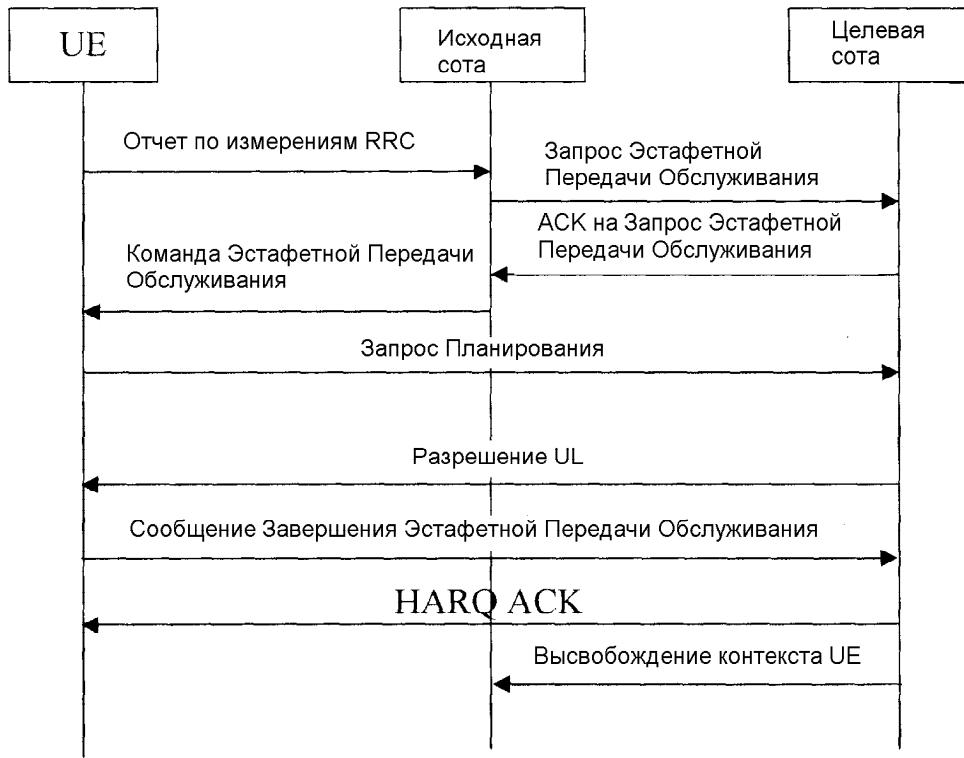 UE
Исходная
сота
Целевая
сота
Отчет по измерениям RRC
Запрос Эстафетной
Передачи Обслуживания
ACK на Запрос Эстафетной
Передачи Обслуживания
Команда Эстафетной Передачи
Обслуживания
Запрос Планирования
Разрешение UL
Сообщение Завершения Эстафетной Передачи Обслуживания
HARQ ACK
Высвобождение контекста UE